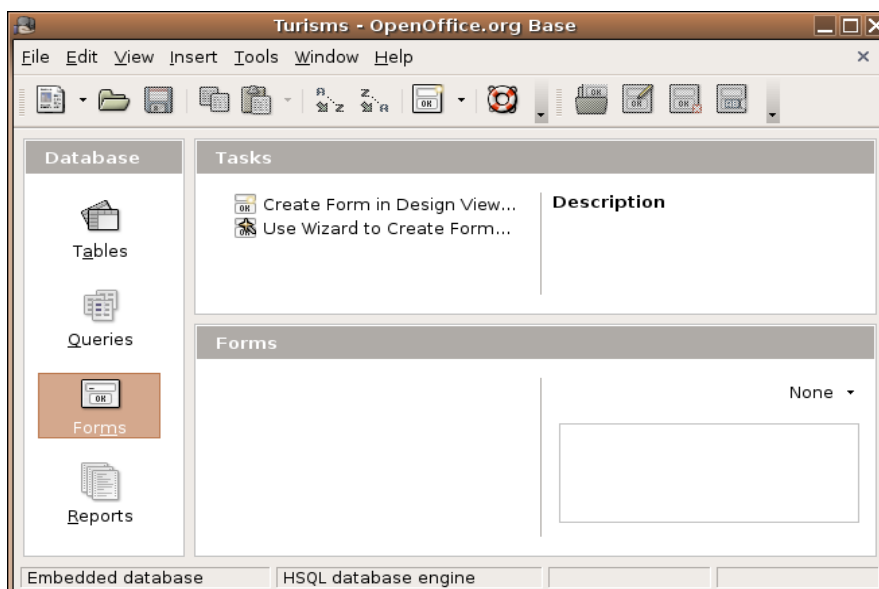 Turisms - OpenOffice.org Base
File Edit View Insert Tools Window Help
Database
Tables
Queries
Forms
Reports
Tasks
Create Form in Design View...
Use Wizard to Create Form...
Description
Forms
None
Embedded database
HSQL database engine